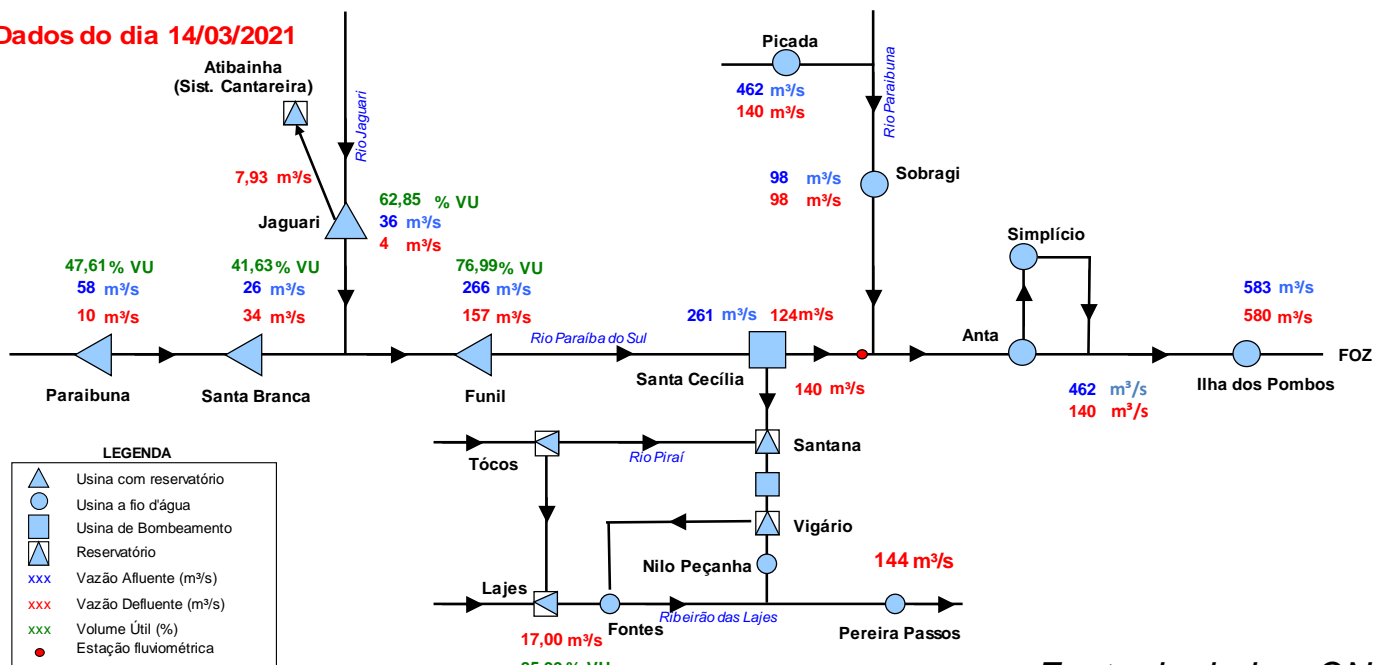 Dados do dia 14/03/2021
Atibainha
(Sist. Cantareira)
Rio Jaguari
7,93 m³/s
Jaguari
62,85 % VU
36 m³/s
4 m³/s
Picada
462 m³/s
140 m³/s
Rio Paraibuna
98 m³/s
98 m³/s
Sobragi
Simplício
47,61 % VU
58 m³/s
10 m³/s
Paraibuna
41,63 % VU
26 m³/s
34 m³/s
Santa Branca
76,99 % VU
266 m³/s
157 m³/s
Funil
Rio Paraíba do Sul
261 m³/s 124 m³/s
Santa Cecília
140 m³/s
Anta
462 m³/s
140 m³/s
583 m³/s
580 m³/s
Ilha dos Pombos
FOZ
Tócos
Rio Piraí
Santana
Vigário
Nilo Peçanha
144 m³/s
Lajes
Fontes
Ribeirão das Lajes
Pereira Passos
17,00 m³/s
LEGENDA
Usina com reservatório
Usina a fio d'água
Usina de Bombeamento
Reservatório
xxx Vazão Afluente (m³/s)
xxx Vazão Defluente (m³/s)
xxx Volume Útil (%)
Estação fluviométrica